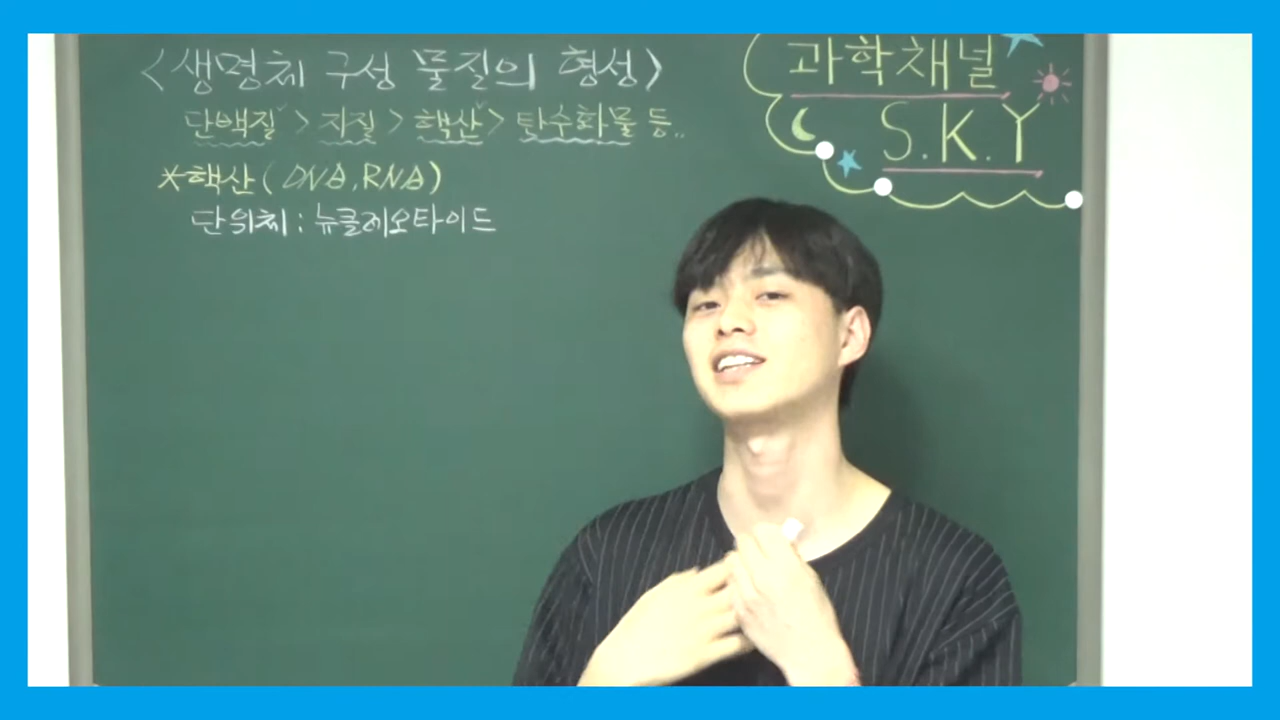 <생명체 구성 물질의 형성>
단백질 > 지질 > 핵산 > 탄수화물 등..
*핵산 (DNA, RNA)
단위체 : 뉴클레오타이드
과학채널
S.K.Y